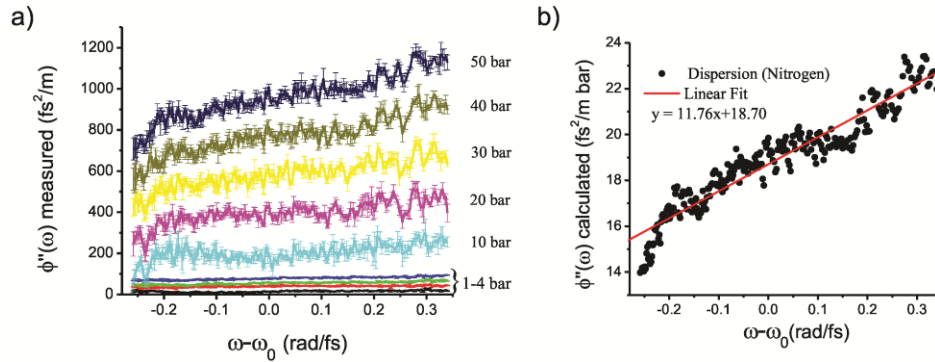 a)
φ''(ω) measured (fs²/m)
1200
1000
800
600
400
200
0
50 bar
40 bar
30 bar
20 bar
10 bar
1-4 bar
-0.2 -0.1 0.0 0.1 0.2 0.3
ω-ω₀ (rad/fs)
b)
φ''(ω) calculated (fs²/m bar)
24
22
20
18
16
14
Dispersion (Nitrogen)
Linear Fit
y = 11.76x+18.70
-0.2 -0.1 0.0 0.1 0.2 0.3
ω-ω₀(rad/fs)